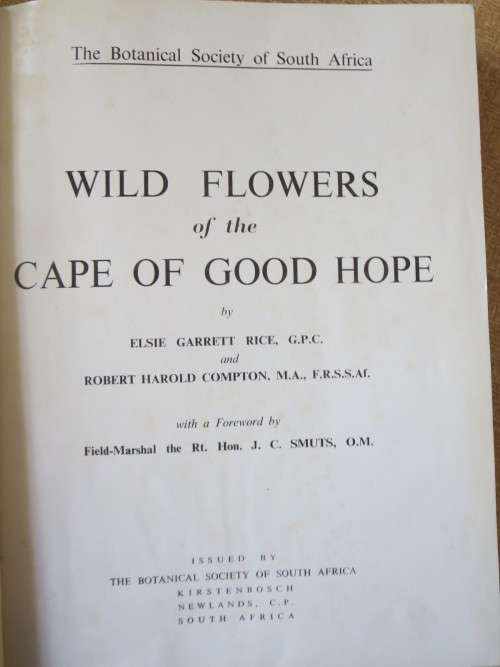 The Botanical Society of South Africa
WILD FLOWERS
of the
CAPE OF GOOD HOPE
by
ELSIE GARRETT RICE, G.P.C.
and
ROBERT HAROLD COMPTON, M.A., F.R.S.S.Af.
with a Foreword by
Field-Marshal the Rt. Hon. J. C. SMUTS, O.M.
ISSUED BY
THE BOTANICAL SOCIETY OF SOUTH AFRICA
KIRSTENBOSCH
NEWLANDS, C.P.
SOUTH AFRICA